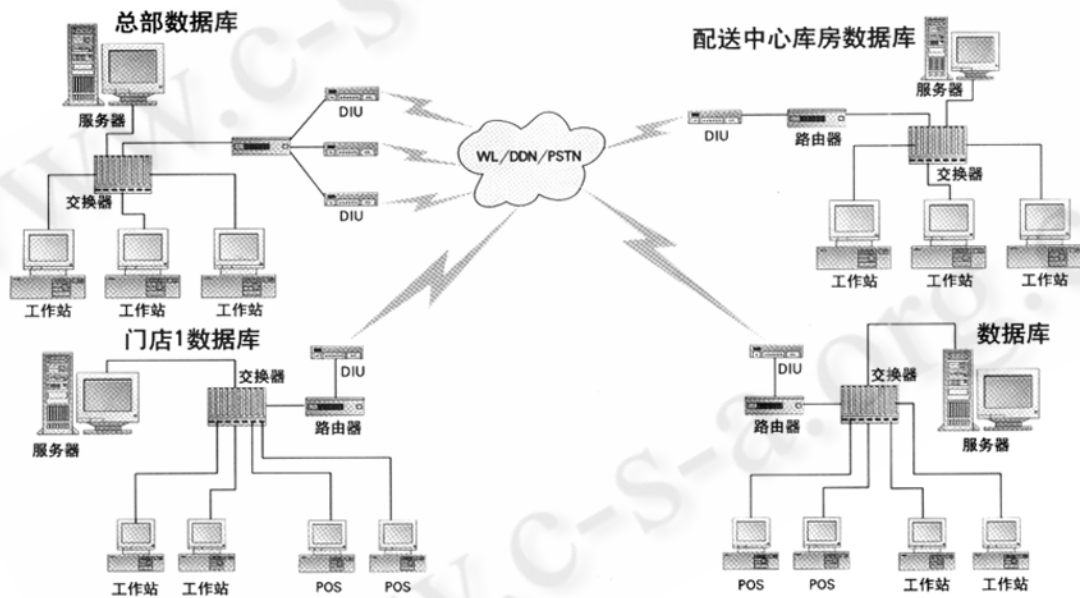 总部数据库
服务器
交换器
工作站
工作站
工作站
DIU
DIU
WL/DDN/PSTN
配送中心库房数据库
服务器
DIU
路由器
交换器
工作站
工作站
工作站
门店1数据库
服务器
交换器
DIU
路由器
工作站
工作站
POS
POS
数据库
DIU
交换器
路由器
服务器
POS
POS
工作站
工作站
www.c-s-a.org.c